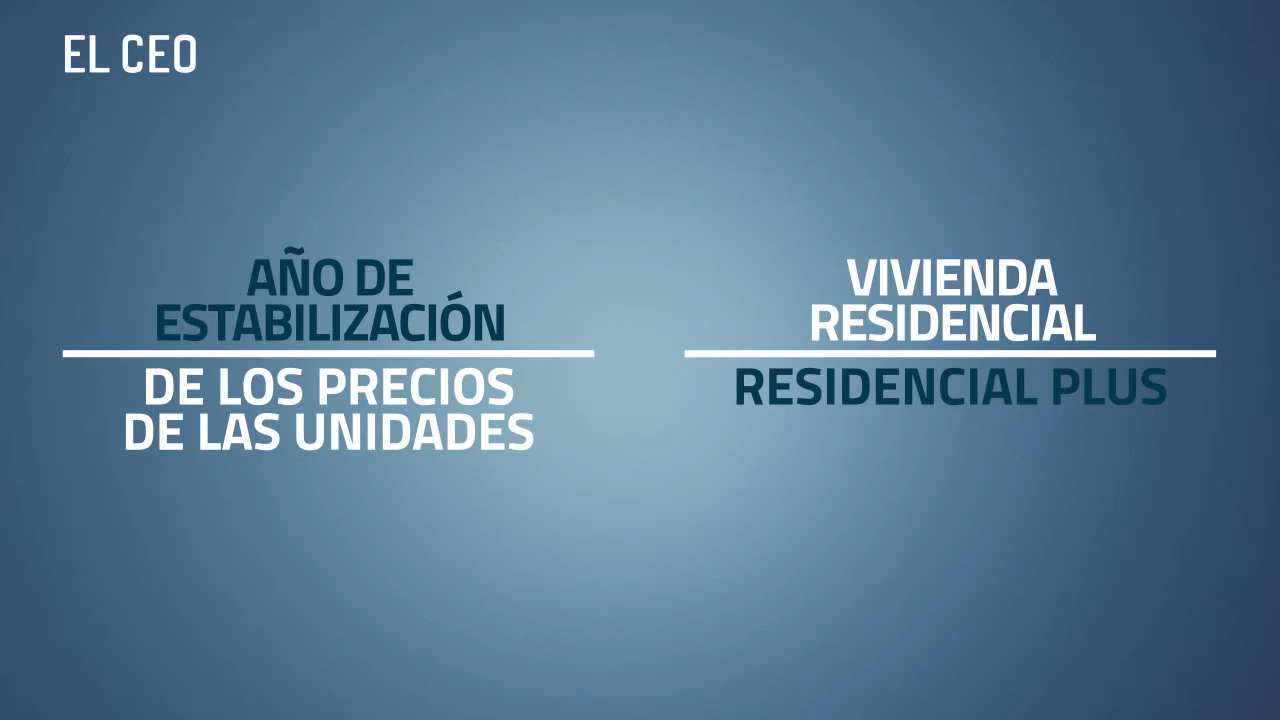 EL CEO
AÑO DE
ESTABILIZACIÓN
DE LOS PRECIOS
DE LAS UNIDADES
VIVIENDA
RESIDENCIAL
RESIDENCIAL PLUS